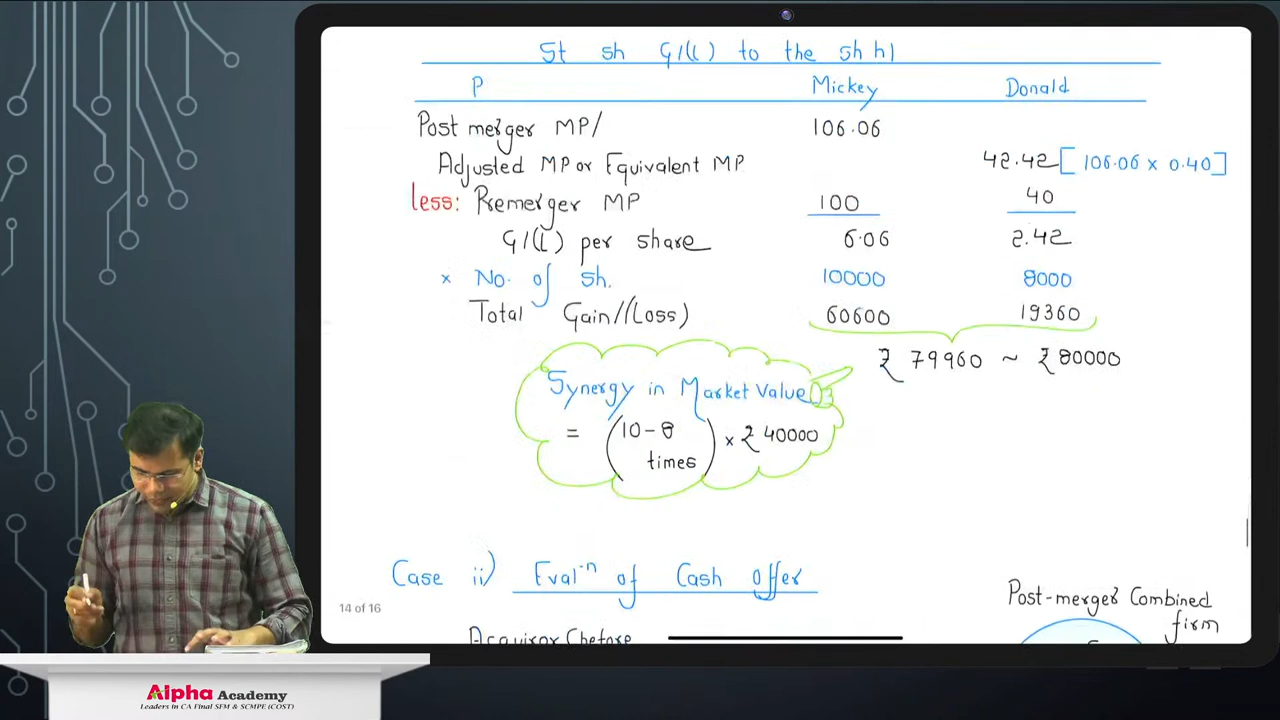 St sh G/(L) to the sh hl
P Mickey Donald
Post merger MP/ 106.06
Adjusted MP or Equivalent MP 42.42 [106.06 x 0.40]
less: Premerger MP 100 40
G/(L) per share 6.06 2.42
x No. of sh. 10000 8000
Total Gain/(Loss) 60600 19360
₹ 79960 ~ ₹ 80000
Synergy in Market Value
= (10-8 times) x ₹ 40000
Case ii) Eval-n of Cash offer
Post-merger Combined
firm
14 of 16
Acquiror (before
Alpha Academy
Leaders in CA Final SFM & SCMPE (COST)